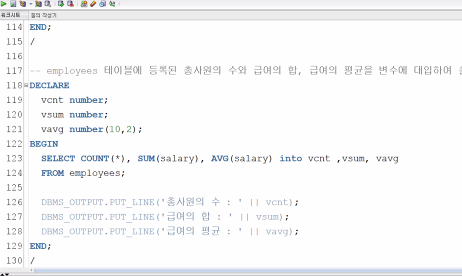 워크시트 질의 작성기
114 END;
115 /
116
117 -- employees 테이블에 등록된 총사원의 수와 급여의 합, 급여의 평균을 변수에 대입하여
118 DECLARE
119 vcnt number;
120 vsum number;
121 vavg number(10,2);
122 BEGIN
123 SELECT COUNT(*), SUM(salary), AVG(salary) into vcnt ,vsum, vavg
124 FROM employees;
125
126 DBMS_OUTPUT.PUT_LINE('총사원의 수 : ' || vcnt);
127 DBMS_OUTPUT.PUT_LINE('급여의 합 : ' || vsum);
128 DBMS_OUTPUT.PUT_LINE('급여의 평균 : ' || vavg);
129 END;
130 /